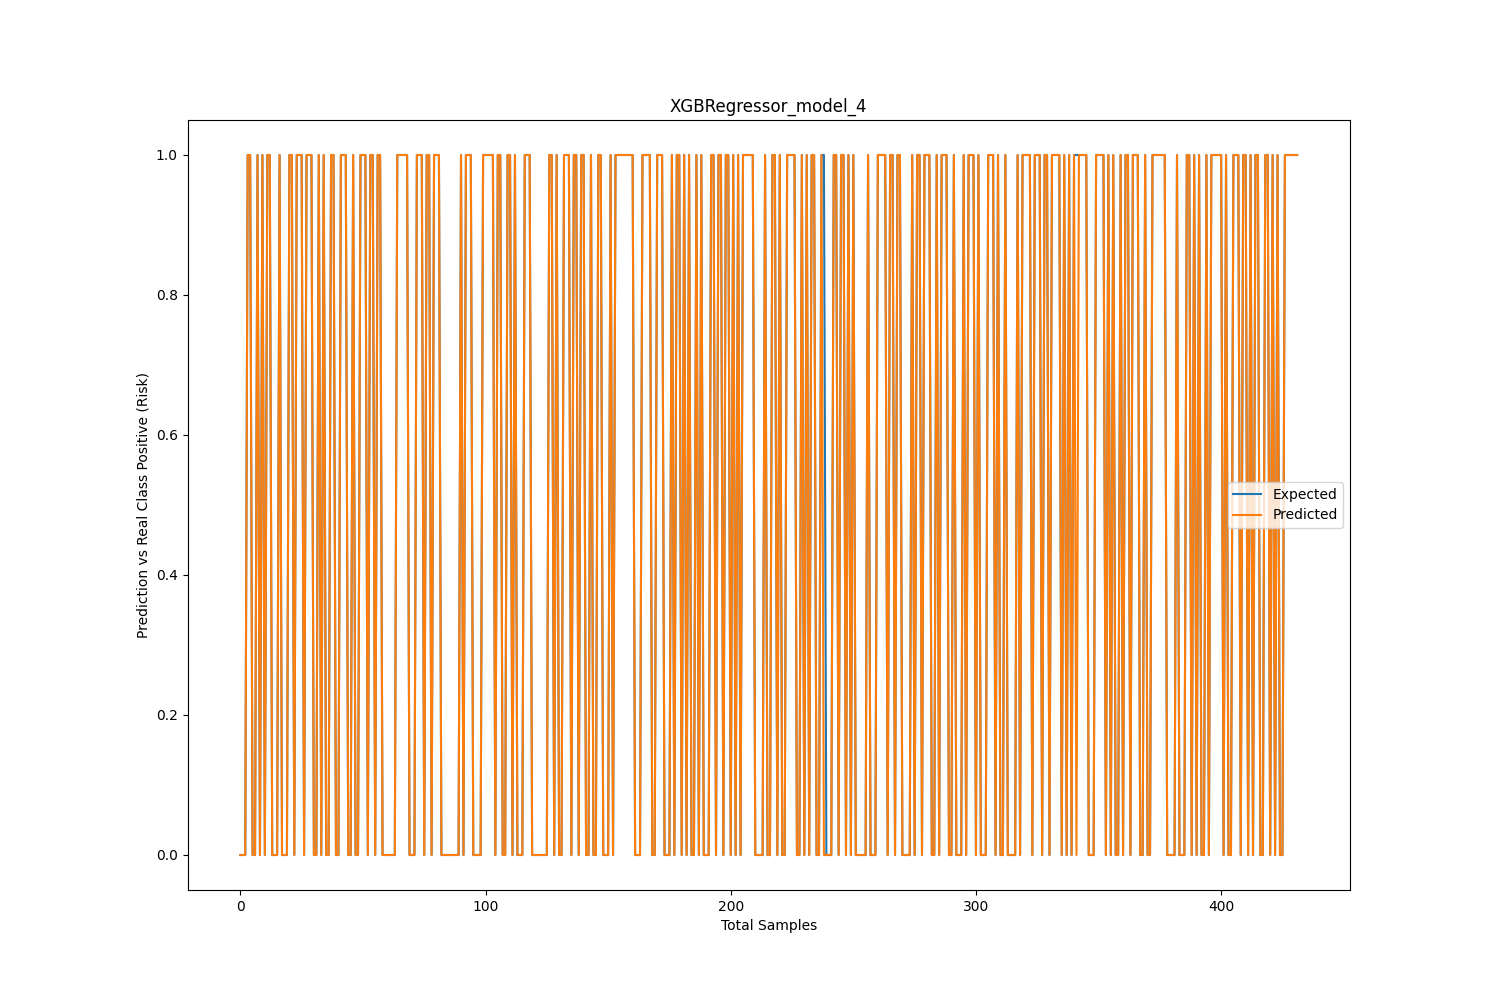 XGBRegressor_model_4
1.0
0.8
0.6
0.4
0.2
0.0
Prediction vs Real Class Positive (Risk)
Expected
Predicted
0 100 200 300 400
Total Samples